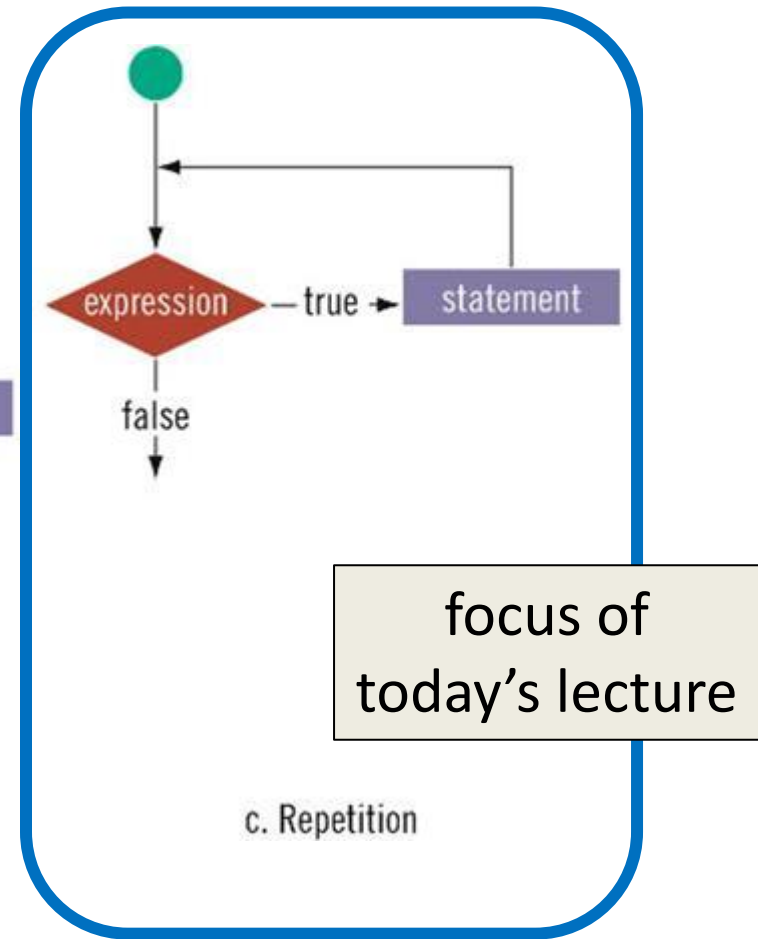 expression
true
statement
false
focus of
today's lecture
c. Repetition